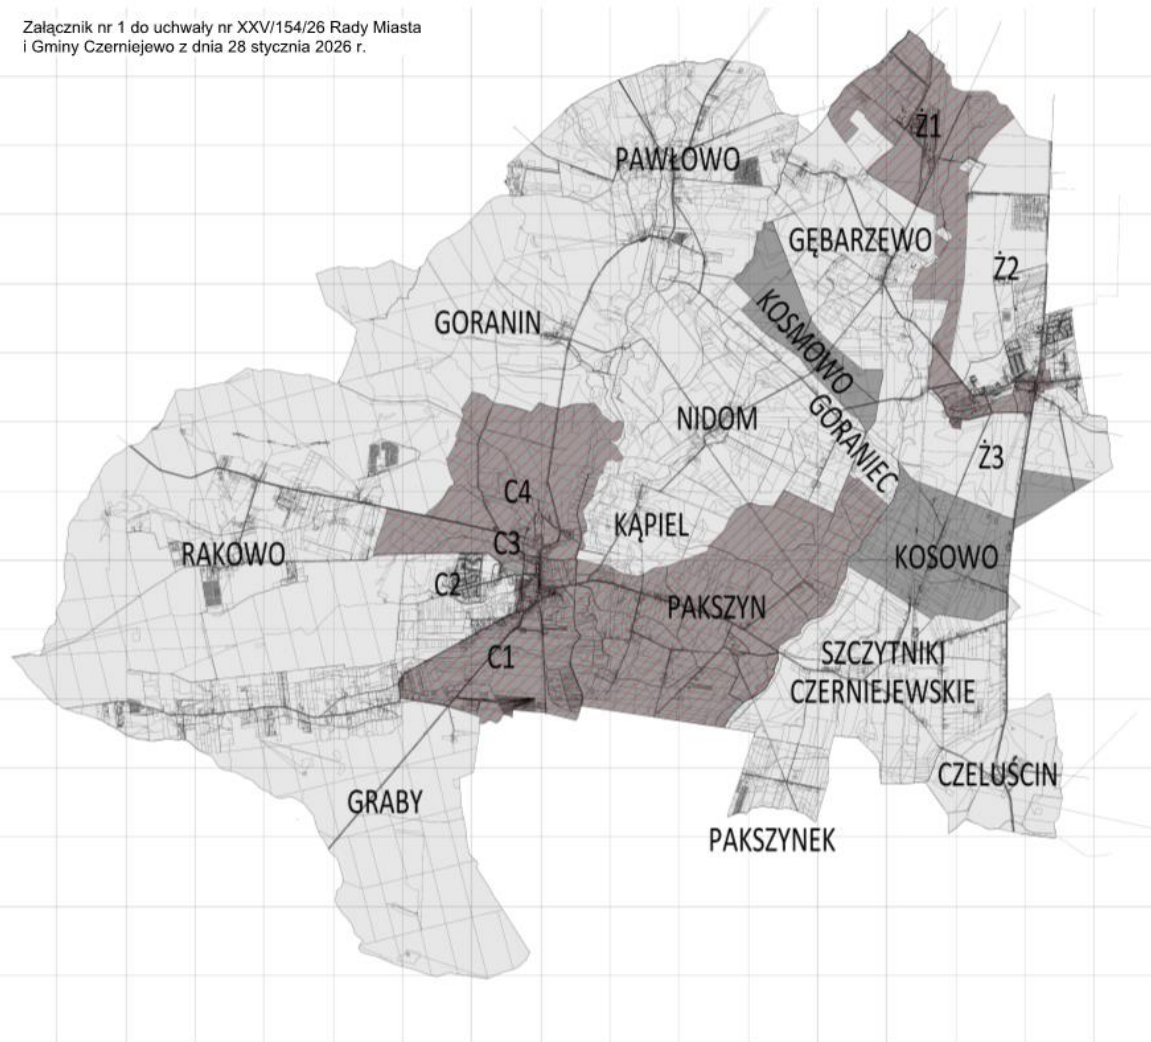 Załącznik nr 1 do uchwały nr XXV/154/26 Rady Miasta
i Gminy Czerniejewo z dnia 28 stycznia 2026 r.
Ż1
PAWŁOWO
GĘBARZEWO
Ż2
KOSMOWO
GORANIN
NIDOM
GORANIEC
Ż3
C4
KĄPIEL
C3
RAKOWO
KOSOWO
C2
PAKSZYN
C1
SZCZYTNIKI
CZERNIEJEWSKIE
CZELUŚCIN
GRABY
PAKSZYNEK